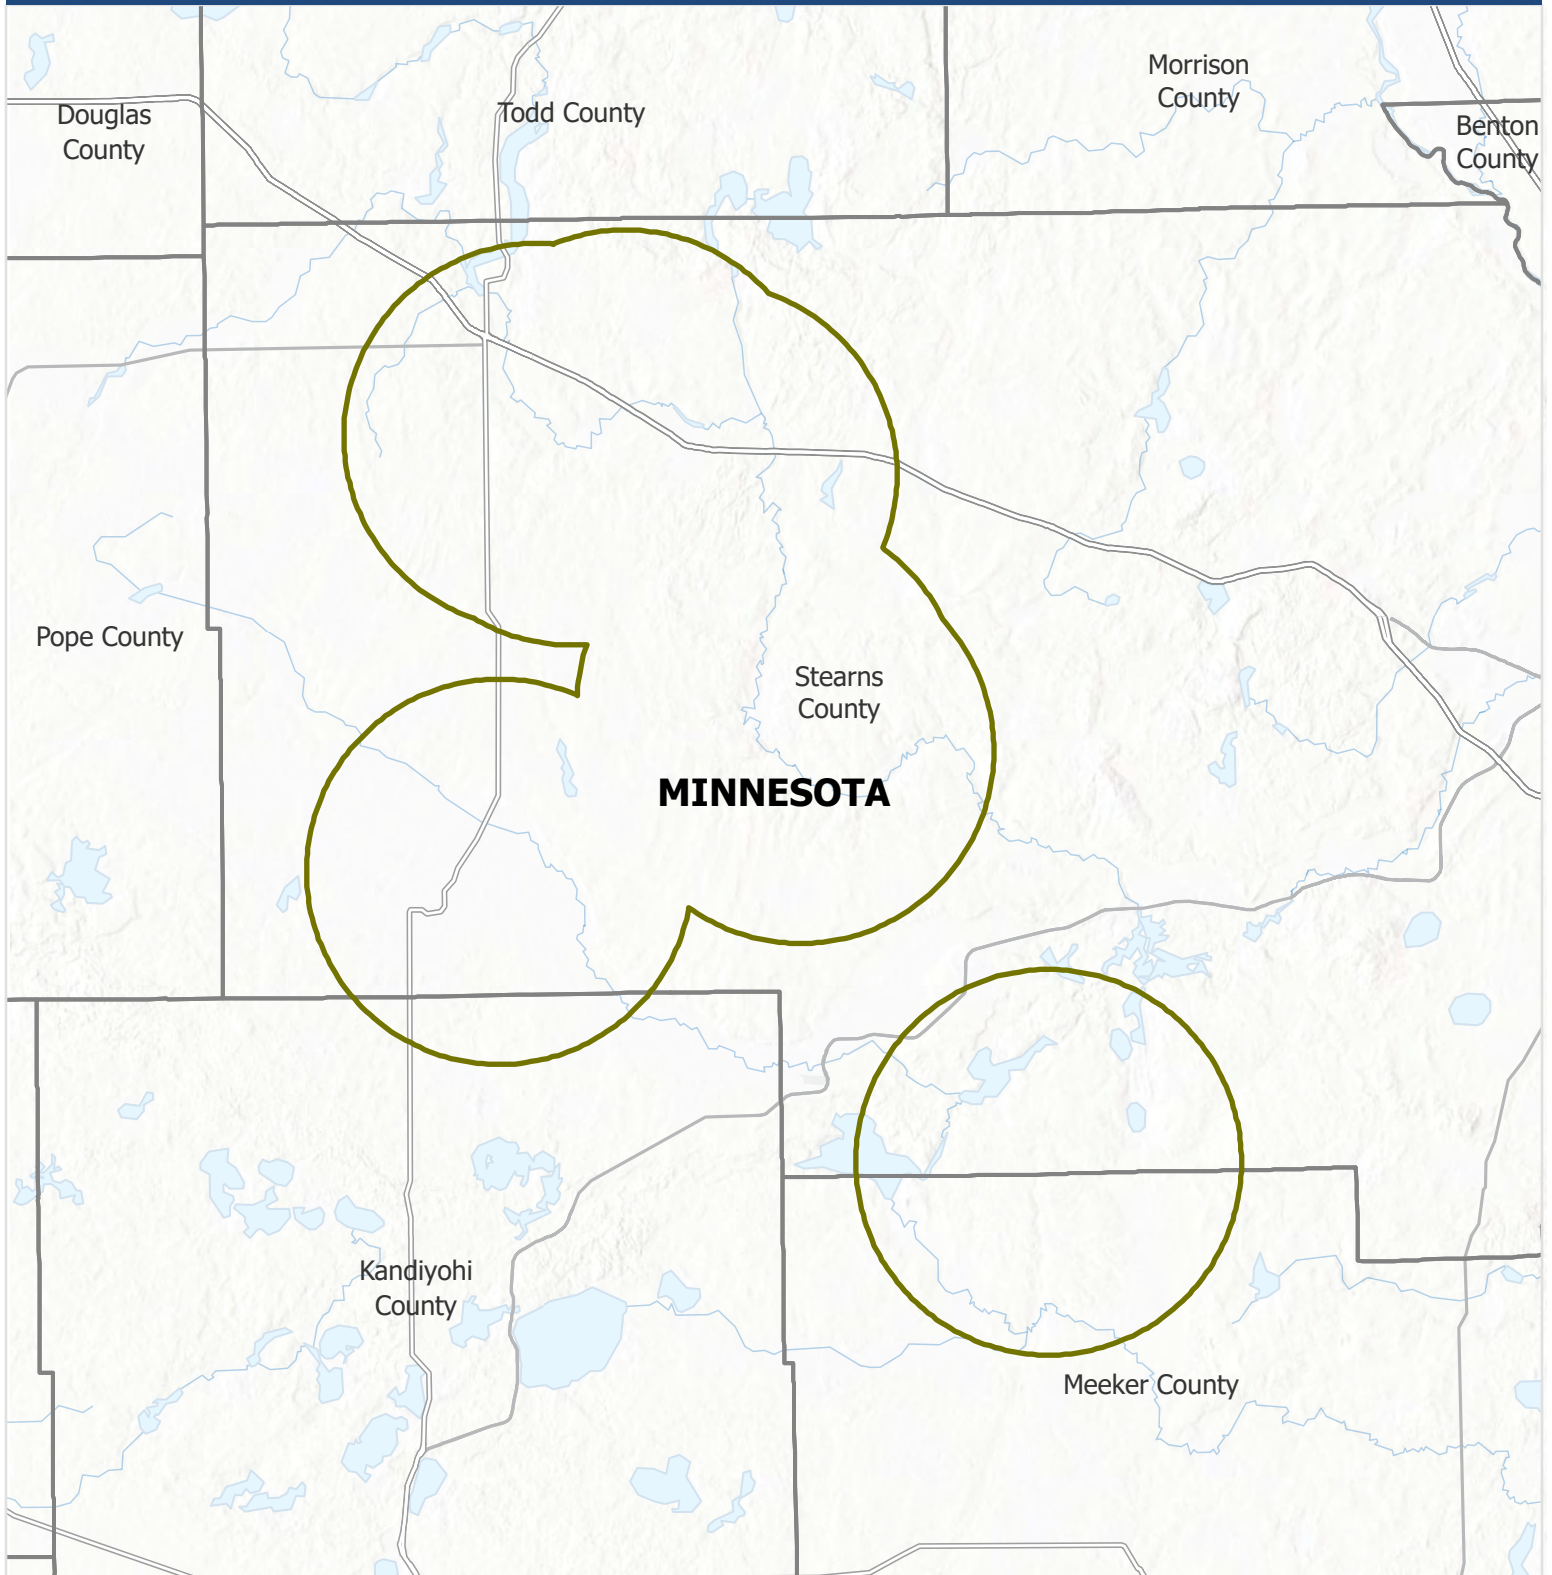 Morrison
County
Douglas
County
Todd County
Benton
County
Pope County
Stearns
County
MINNESOTA
Kandiyohi
County
Meeker County